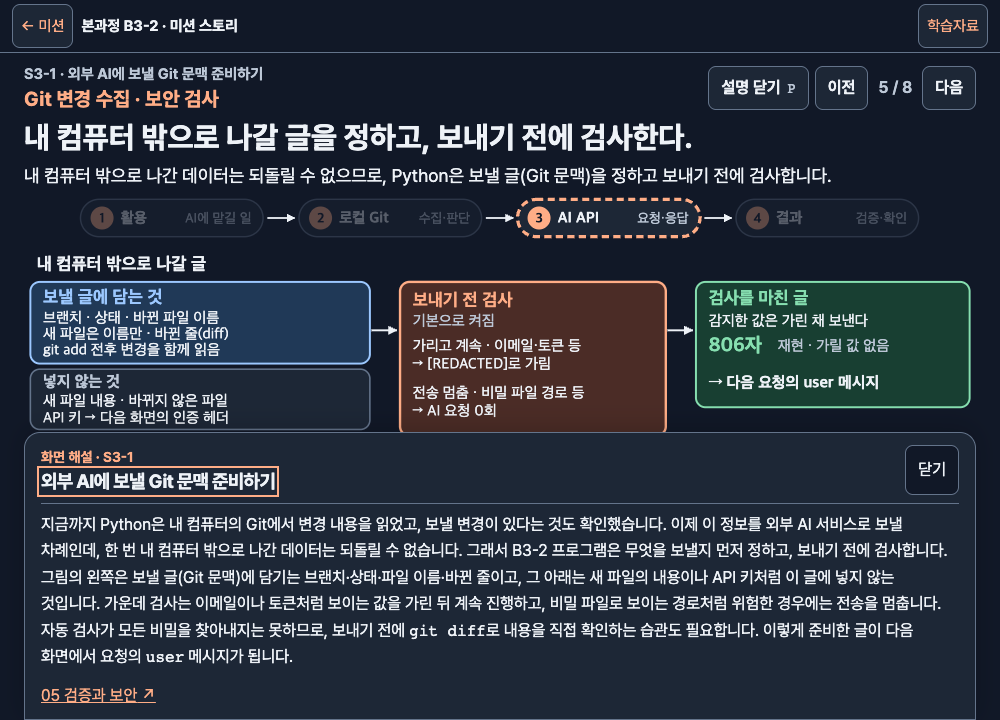 ← 미션
본과정 B3-2 · 미션 스토리
학습자료
S3-1 · 외부 AI에 보낼 Git 문맥 준비하기
Git 변경 수집 · 보안 검사
설명 닫기 P
이전
5 / 8
다음
내 컴퓨터 밖으로 나갈 글을 정하고, 보내기 전에 검사한다.
내 컴퓨터 밖으로 나간 데이터는 되돌릴 수 없으므로, Python은 보낼 글(Git 문맥)을 정하고 보내기 전에 검사합니다.
1 활용 AI에 맡길 일
2 로컬 Git 수집·판단
3 AI API 요청·응답
4 결과 검증·확인
내 컴퓨터 밖으로 나갈 글
보낼 글에 담는 것
브랜치 · 상태 · 바뀐 파일 이름
새 파일은 이름만 · 바뀐 줄(diff)
git add 전후 변경을 함께 읽음
넣지 않는 것
새 파일 내용 · 바뀌지 않은 파일
API 키 → 다음 화면의 인증 헤더
보내기 전 검사
기본으로 켜짐
가리고 계속 · 이메일·토큰 등
→ [REDACTED]로 가림
전송 멈춤 · 비밀 파일 경로 등
→ AI 요청 0회
검사를 마친 글
감지한 값은 가린 채 보낸다
806자 재현 · 가릴 값 없음
→ 다음 요청의 user 메시지
화면 해설 · S3-1
외부 AI에 보낼 Git 문맥 준비하기
닫기
지금까지 Python은 내 컴퓨터의 Git에서 변경 내용을 읽었고, 보낼 변경이 있다는 것도 확인했습니다. 이제 이 정보를 외부 AI 서비스로 보낼
차례인데, 한 번 내 컴퓨터 밖으로 나간 데이터는 되돌릴 수 없습니다. 그래서 B3-2 프로그램은 무엇을 보낼지 먼저 정하고, 보내기 전에 검사합니다.
그림의 왼쪽은 보낼 글(Git 문맥)에 담기는 브랜치·상태·파일 이름·바뀐 줄이고, 그 아래는 새 파일의 내용이나 API 키처럼 이 글에 넣지 않는
것입니다. 가운데 검사는 이메일이나 토큰처럼 보이는 값을 가린 뒤 계속 진행하고, 비밀 파일로 보이는 경로처럼 위험한 경우에는 전송을 멈춥니다.
자동 검사가 모든 비밀을 찾아내지는 못하므로, 보내기 전에 git diff로 내용을 직접 확인하는 습관도 필요합니다. 이렇게 준비한 글이 다음
화면에서 요청의 user 메시지가 됩니다.
05 검증과 보안 ↗